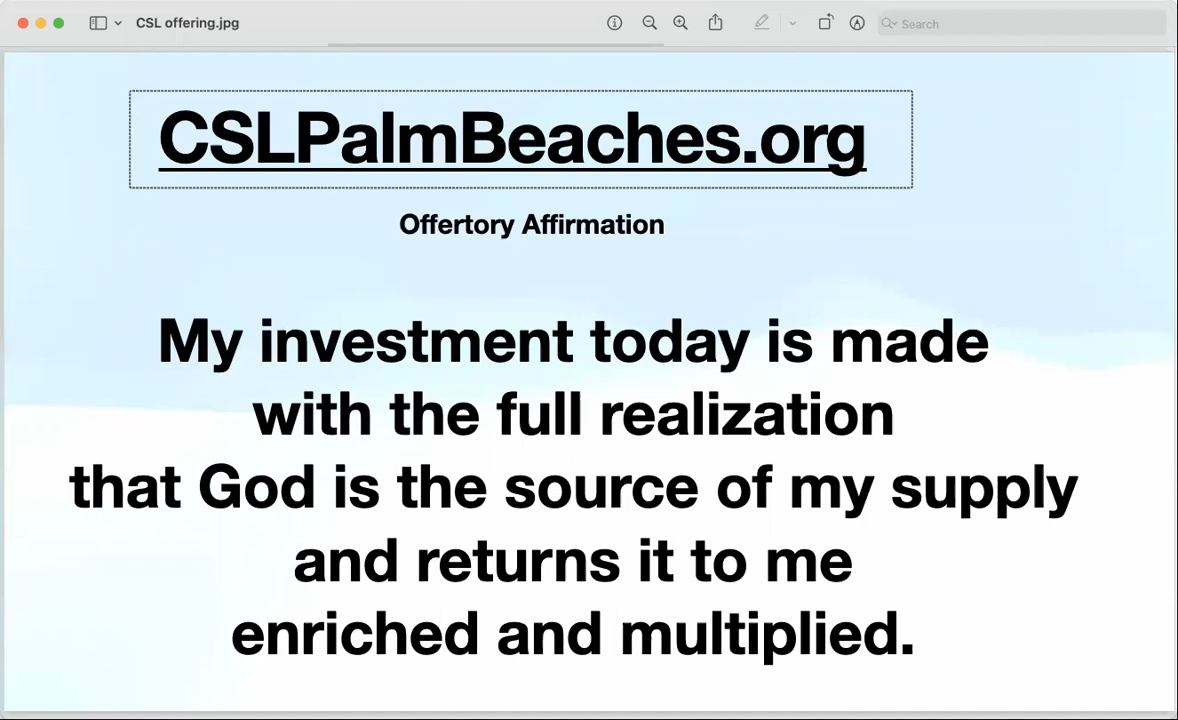 CSL offering.jpg
Search
CSLPalmBeaches.org
Offertory Affirmation
My investment today is made
with the full realization
that God is the source of my supply
and returns it to me
enriched and multiplied.